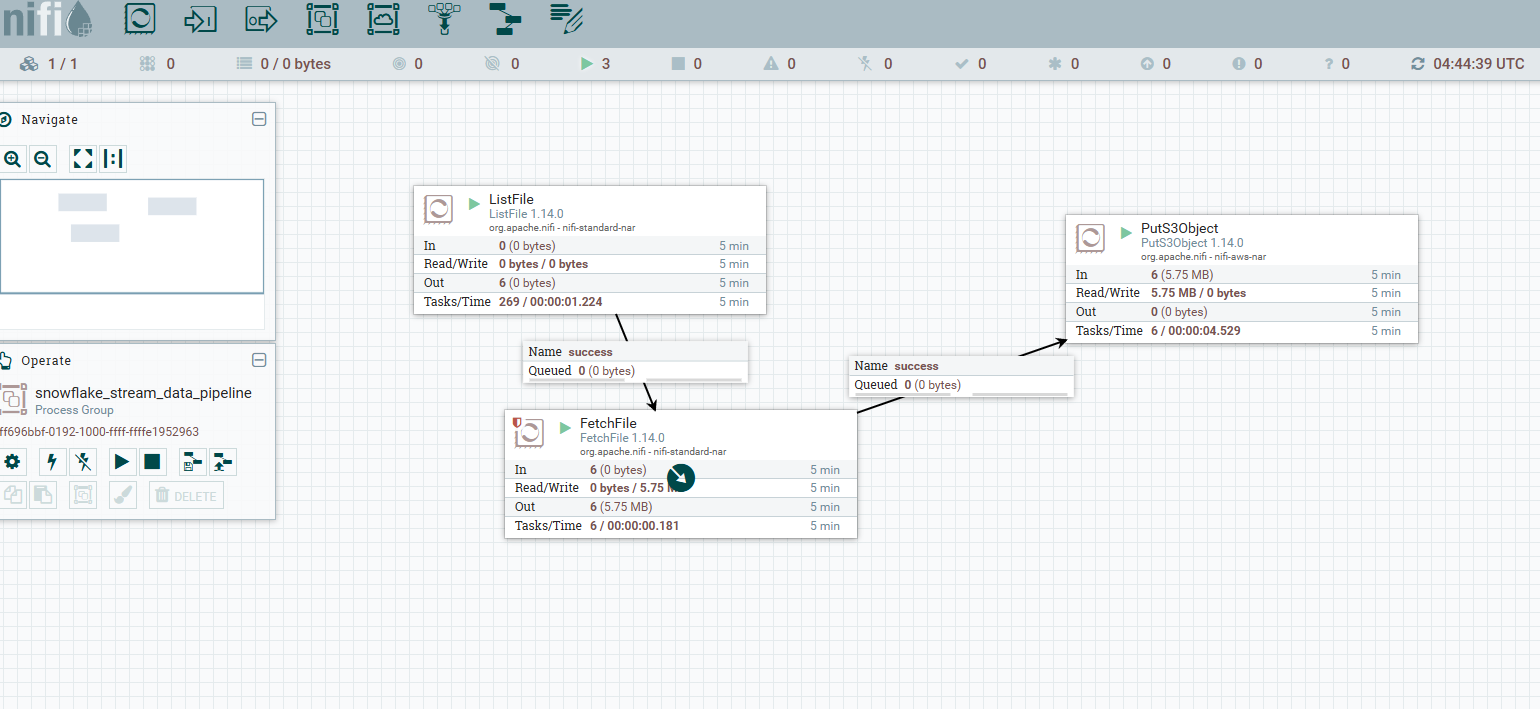 nifi
1 / 1 0 0 / 0 bytes 0 0 3 0 0 0 0 0 0 0 0 04:44:39 UTC
Navigate
Operate
snowflake_stream_data_pipeline
Process Group
ff696bbf-0192-1000-ffff-ffffe1952963
DELETE
ListFile
ListFile 1.14.0
org.apache.nifi - nifi-standard-nar
In 0 (0 bytes) 5 min
Read/Write 0 bytes / 0 bytes 5 min
Out 6 (0 bytes) 5 min
Tasks/Time 269 / 00:00:01.224 5 min
Name success
Queued 0 (0 bytes)
FetchFile
FetchFile 1.14.0
org.apache.nifi - nifi-standard-nar
In 6 (0 bytes) 5 min
Read/Write 0 bytes / 5.75 5 min
Out 6 (5.75 MB) 5 min
Tasks/Time 6 / 00:00:00.181 5 min
Name success
Queued 0 (0 bytes)
PutS3Object
PutS3Object 1.14.0
org.apache.nifi - nifi-aws-nar
In 6 (5.75 MB) 5 min
Read/Write 5.75 MB / 0 bytes 5 min
Out 0 (0 bytes) 5 min
Tasks/Time 6 / 00:00:04.529 5 min